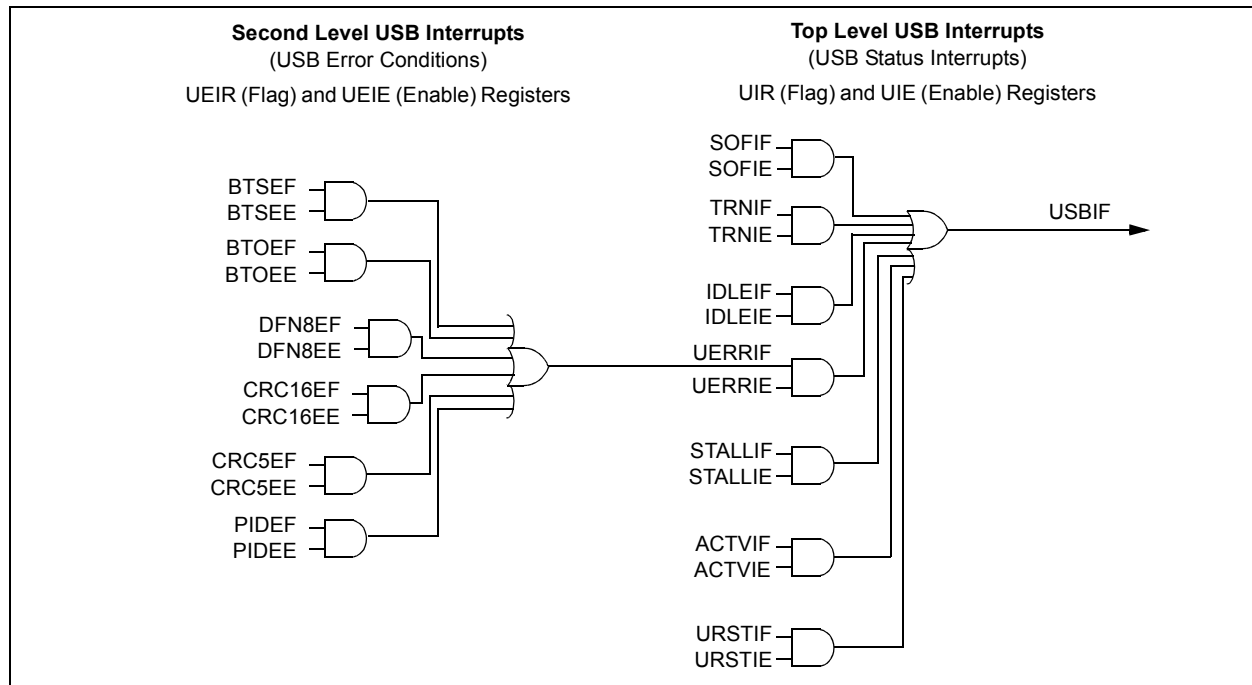 Second Level USB Interrupts
(USB Error Conditions)
UEIR (Flag) and UEIE (Enable) Registers
BTSEF
BTSEE
BTOEF
BTOEE
DFN8EF
DFN8EE
CRC16EF
CRC16EE
CRC5EF
CRC5EE
PIDEF
PIDEE
Top Level USB Interrupts
(USB Status Interrupts)
UIR (Flag) and UIE (Enable) Registers
SOFIF
SOFIE
TRNIF
TRNIE
IDLEIF
IDLEIE
UERRIF
UERRIE
STALLIF
STALLIE
ACTVIF
ACTVIE
URSTIF
URSTIE
USBIF